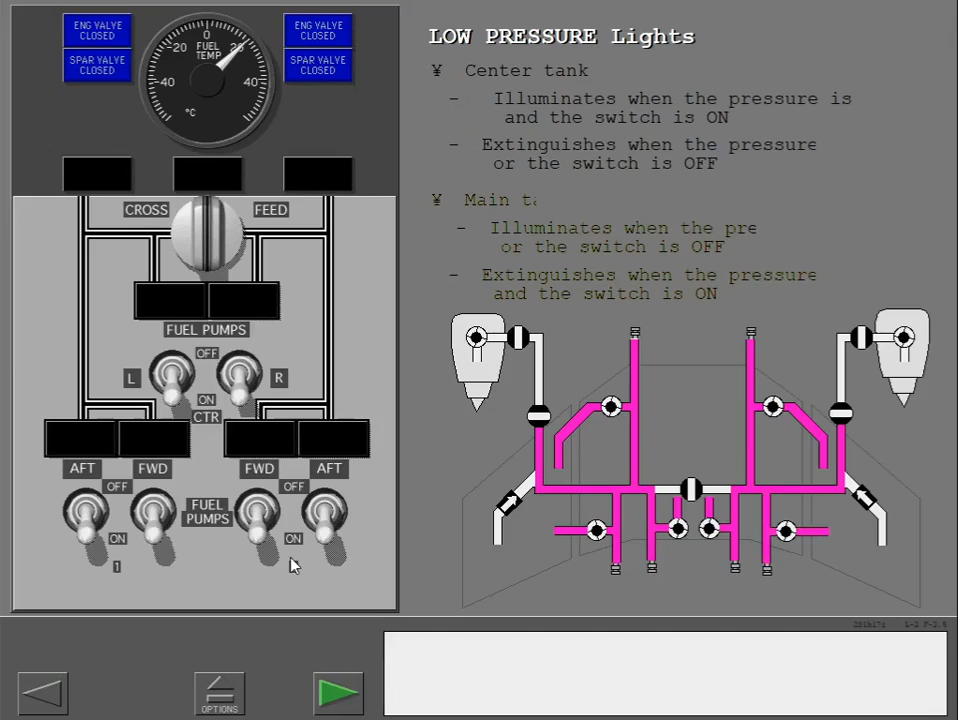 ENG VALVE
CLOSED
SPAR VALVE
CLOSED
ENG VALVE
CLOSED
SPAR VALVE
CLOSED
-40
-20
0
20
40
FUEL
TEMP
°C
CROSS
FEED
FUEL PUMPS
OFF
L
R
ON
CTR
AFT
FWD
FWD
AFT
OFF
FUEL
PUMPS
OFF
ON
ON
1
LOW PRESSURE Lights
¥ Center tank
- Illuminates when the pressure is
and the switch is ON
- Extinguishes when the pressure
or the switch is OFF
¥ Main
- Illuminates when the pre
or the switch is OFF
- Extinguishes when the pressure
and the switch is ON
OPTIONS